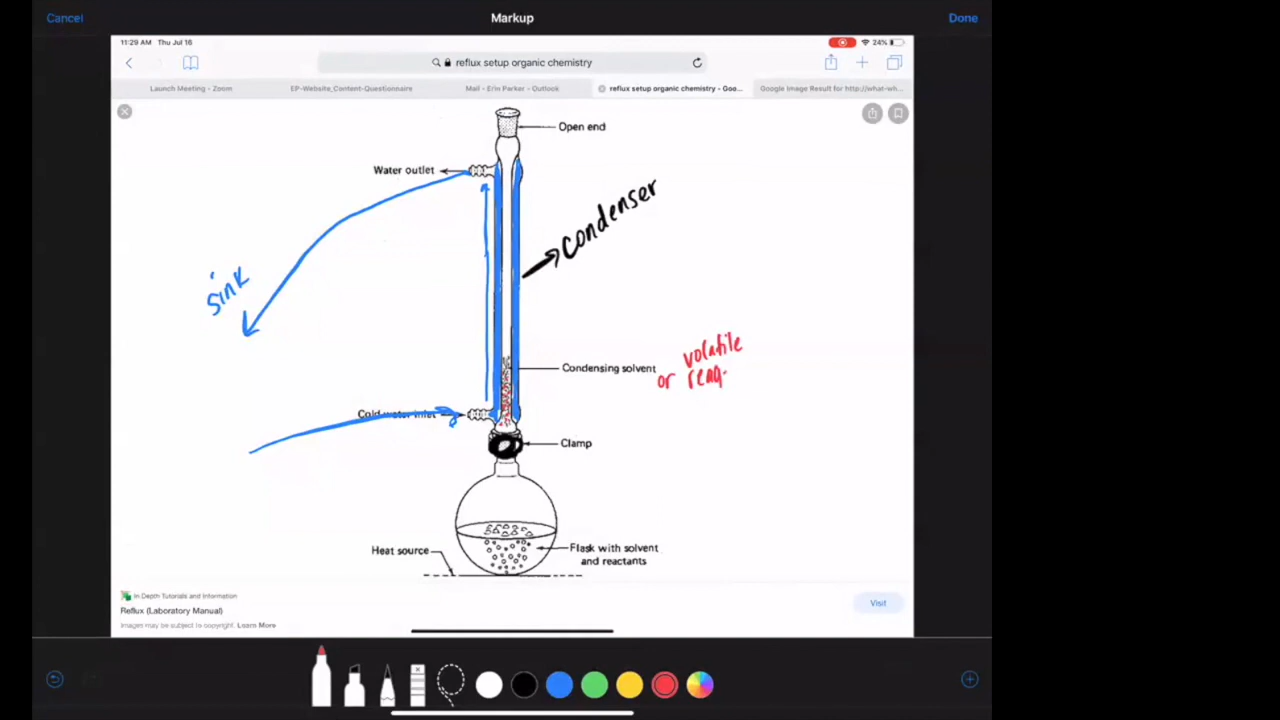 Cancel
Markup
Done
11:29 AM Thu Jul 16
24%
reflux setup organic chemistry
Launch Meeting - Zoom
EP-Website_Content-Questionnaire
Mail - Erin Parker - Outlook
reflux setup organic chemistry - Goo...
Google Image Result for http://what-wh...
Open end
Water outlet
condenser
sink
volatile
Condensing solvent or reaq
Cold water inlet
Clamp
Heat source
Flask with solvent
and reactants
In Depth Tutorials and Information
Reflux (Laboratory Manual)
Visit
Images may be subject to copyright. Learn More